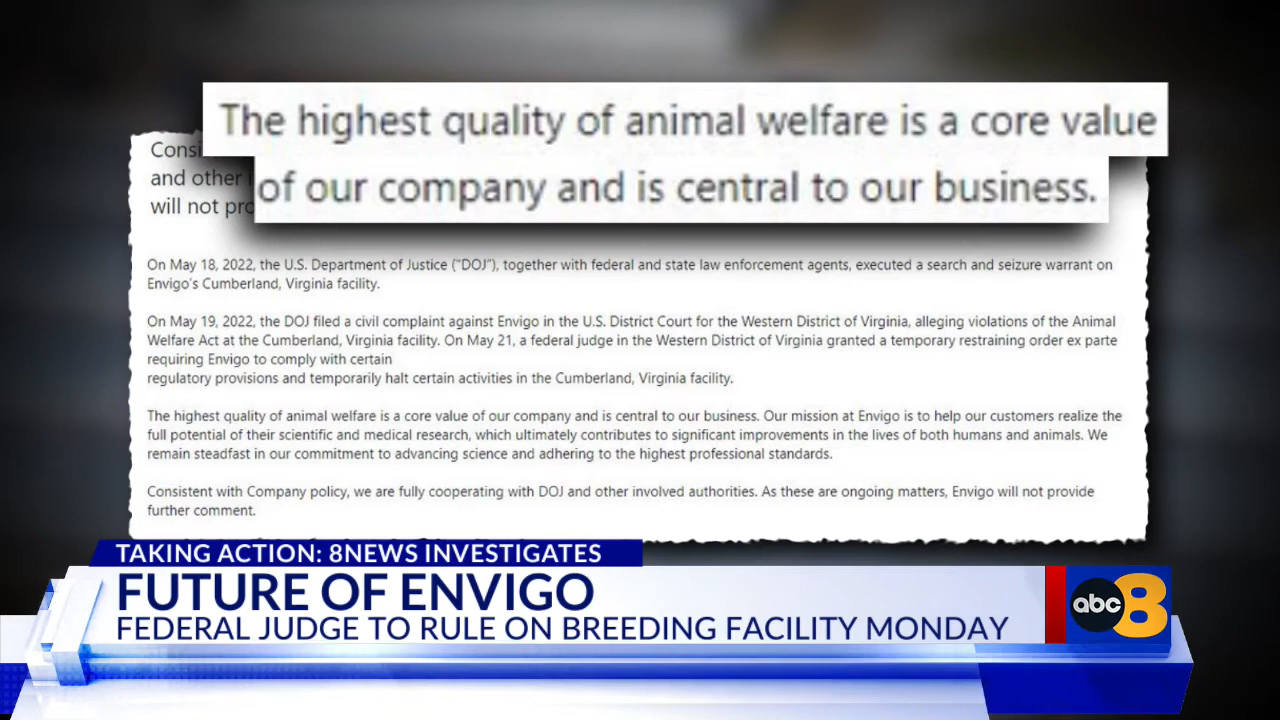 The highest quality of animal welfare is a core value
of our company and is central to our business.
Consi
and other
will not pro
On May 18, 2022, the U.S. Department of Justice ("DOJ"), together with federal and state law enforcement agents, executed a search and seizure warrant on
Envigo's Cumberland, Virginia facility.
On May 19, 2022, the DOJ filed a civil complaint against Envigo in the U.S. District Court for the Western District of Virginia, alleging violations of the Animal
Welfare Act at the Cumberland, Virginia facility. On May 21, a federal judge in the Western District of Virginia granted a temporary restraining order ex parte
requiring Envigo to comply with certain
regulatory provisions and temporarily halt certain activities in the Cumberland, Virginia facility.
The highest quality of animal welfare is a core value of our company and is central to our business. Our mission at Envigo is to help our customers realize the
full potential of their scientific and medical research, which ultimately contributes to significant improvements in the lives of both humans and animals. We
remain steadfast in our commitment to advancing science and adhering to the highest professional standards.
Consistent with Company policy, we are fully cooperating with DOJ and other involved authorities. As these are ongoing matters, Envigo will not provide
further comment.
TAKING ACTION: 8NEWS INVESTIGATES
FUTURE OF ENVIGO
FEDERAL JUDGE TO RULE ON BREEDING FACILITY MONDAY
abc 8